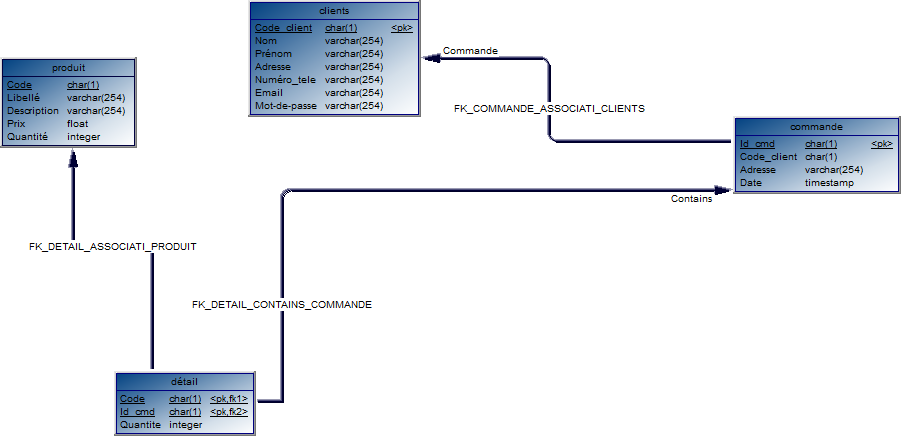 clients
Code_client char(1) <pk>
Nom varchar(254)
Prénom varchar(254)
Adresse varchar(254)
Numéro_tele varchar(254)
Email varchar(254)
Mot-de-passe varchar(254)
Commande
FK_COMMANDE_ASSOCIATI_CLIENTS
produit
Code char(1)
Libellé varchar(254)
Description varchar(254)
Prix float
Quantité integer
commande
Id_cmd char(1) <pk>
Code_client char(1)
Adresse varchar(254)
Date timestamp
Contains
FK_DETAIL_ASSOCIATI_PRODUIT
FK_DETAIL_CONTAINS_COMMANDE
détail
Code char(1) <pk,fk1>
Id_cmd char(1) <pk,fk2>
Quantite integer